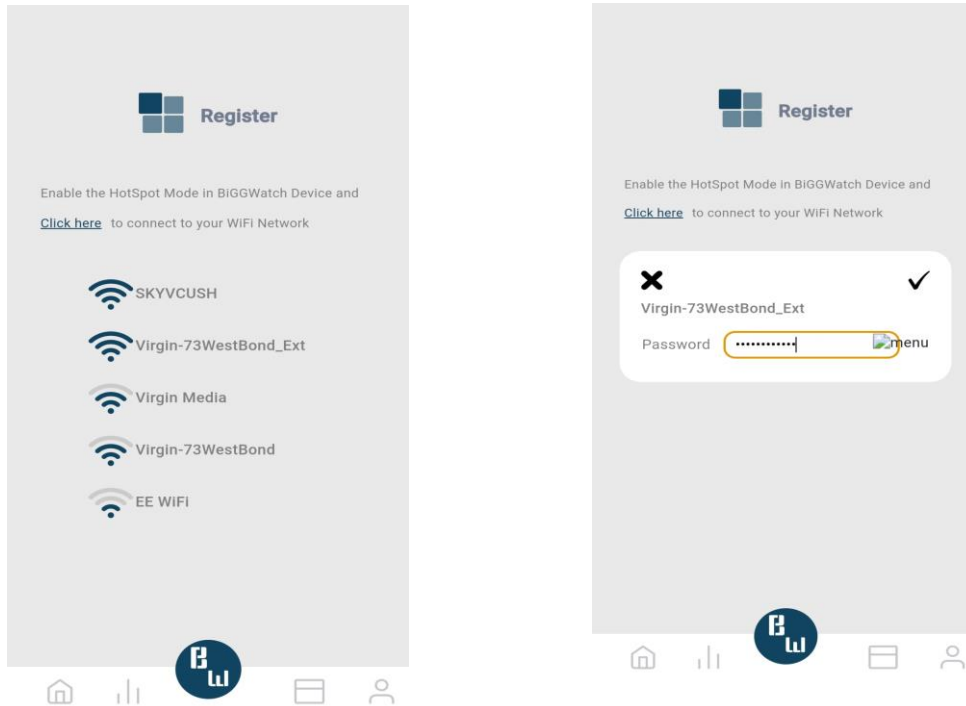 Register
Enable the HotSpot Mode in BiGGWatch Device and
Click here to connect to your WiFi Network
SKYVCUSH
Virgin-73WestBond_Ext
Virgin Media
Virgin-73WestBond
EE WiFi
BW
Register
Enable the HotSpot Mode in BiGGWatch Device and
Click here to connect to your WiFi Network
Virgin-73WestBond_Ext
Password •••••••••••• menu
BW